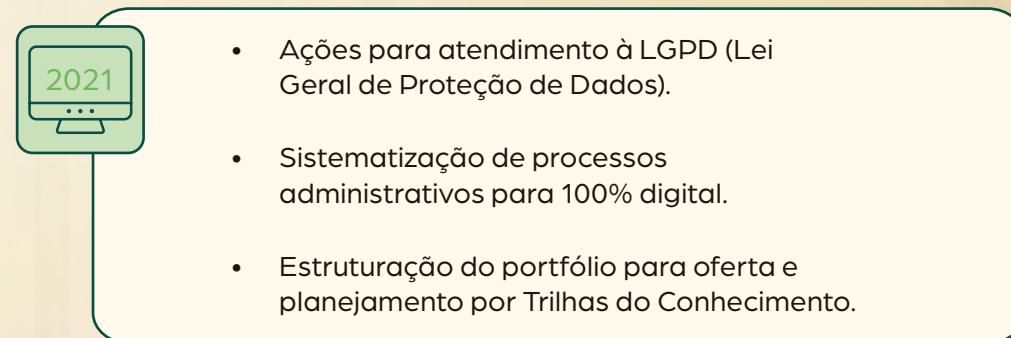 2021
• Ações para atendimento à LGPD (Lei
Geral de Proteção de Dados).
• Sistematização de processos
administrativos para 100% digital.
• Estruturação do portfólio para oferta e
planejamento por Trilhas do Conhecimento.